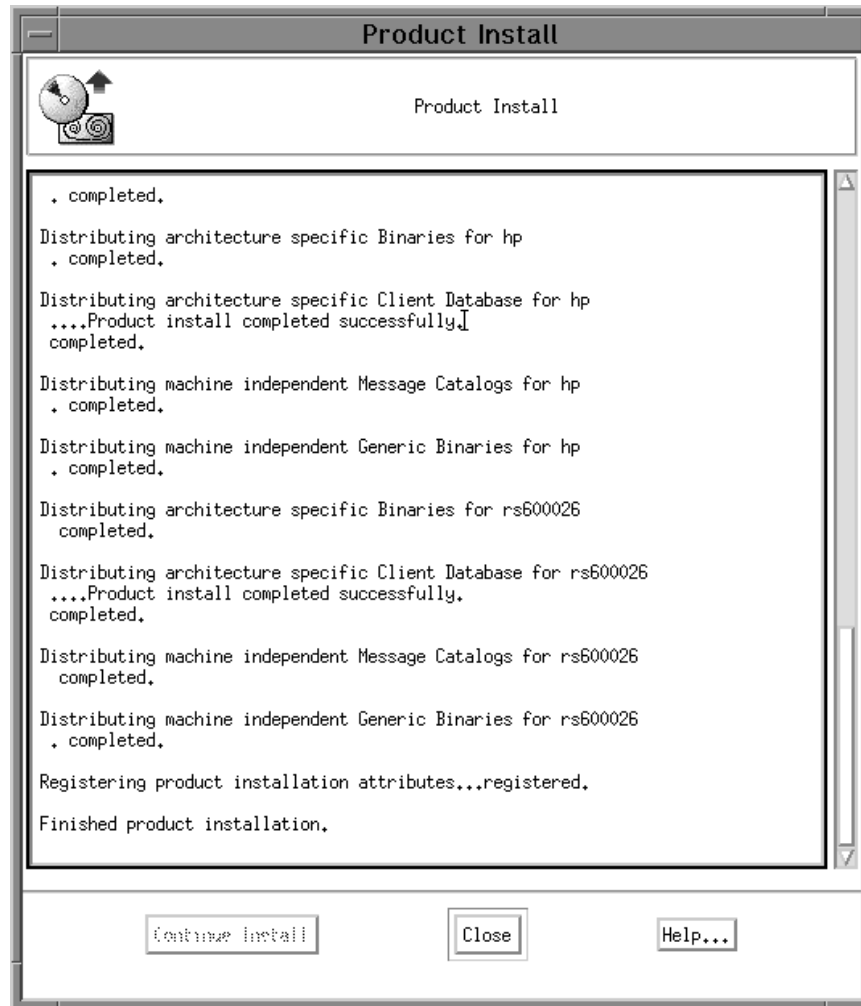 Product Install
Product Install
. completed.
Distributing architecture specific Binaries for hp
. completed.
Distributing architecture specific Client Database for hp
....Product install completed successfully.
completed.
Distributing machine independent Message Catalogs for hp
. completed.
Distributing machine independent Generic Binaries for hp
. completed.
Distributing architecture specific Binaries for rs600026
completed.
Distributing architecture specific Client Database for rs600026
....Product install completed successfully.
completed.
Distributing machine independent Message Catalogs for rs600026
completed.
Distributing machine independent Generic Binaries for rs600026
. completed.
Registering product installation attributes...registered.
Finished product installation.
Continue Install
Close
Help...